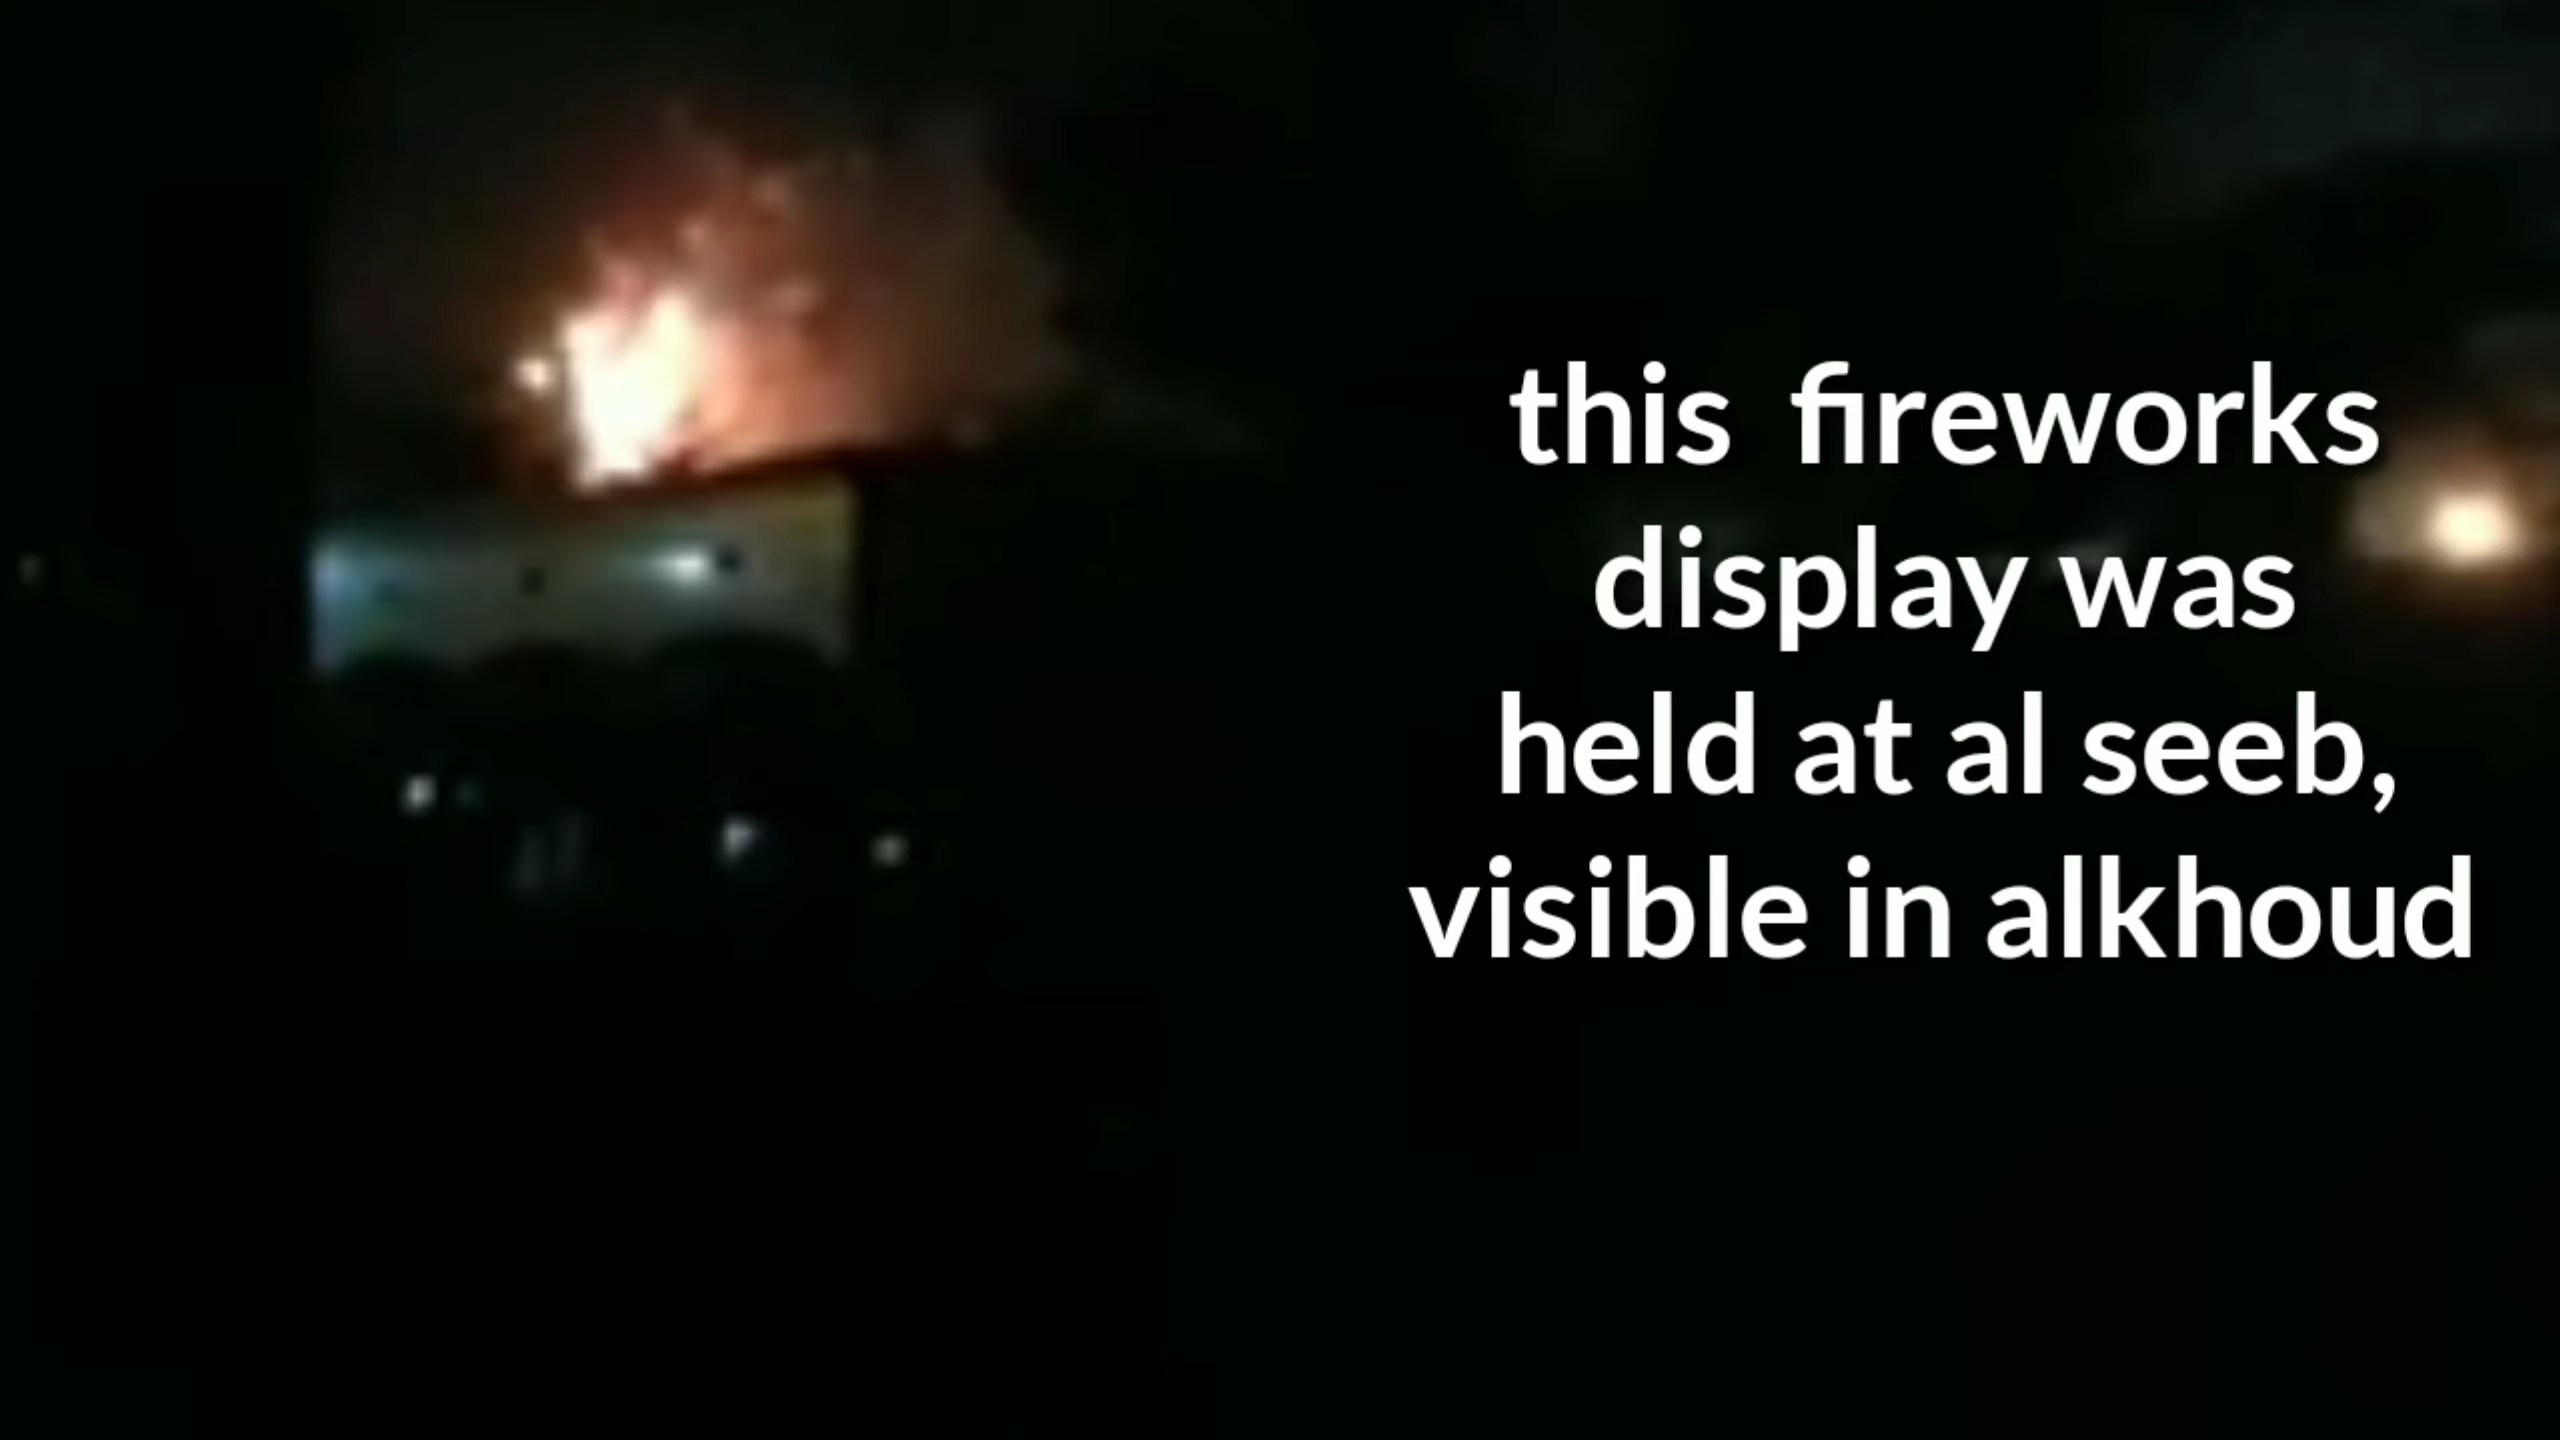 this  fireworks
display was
held at al seeb,
visible in alkhoud